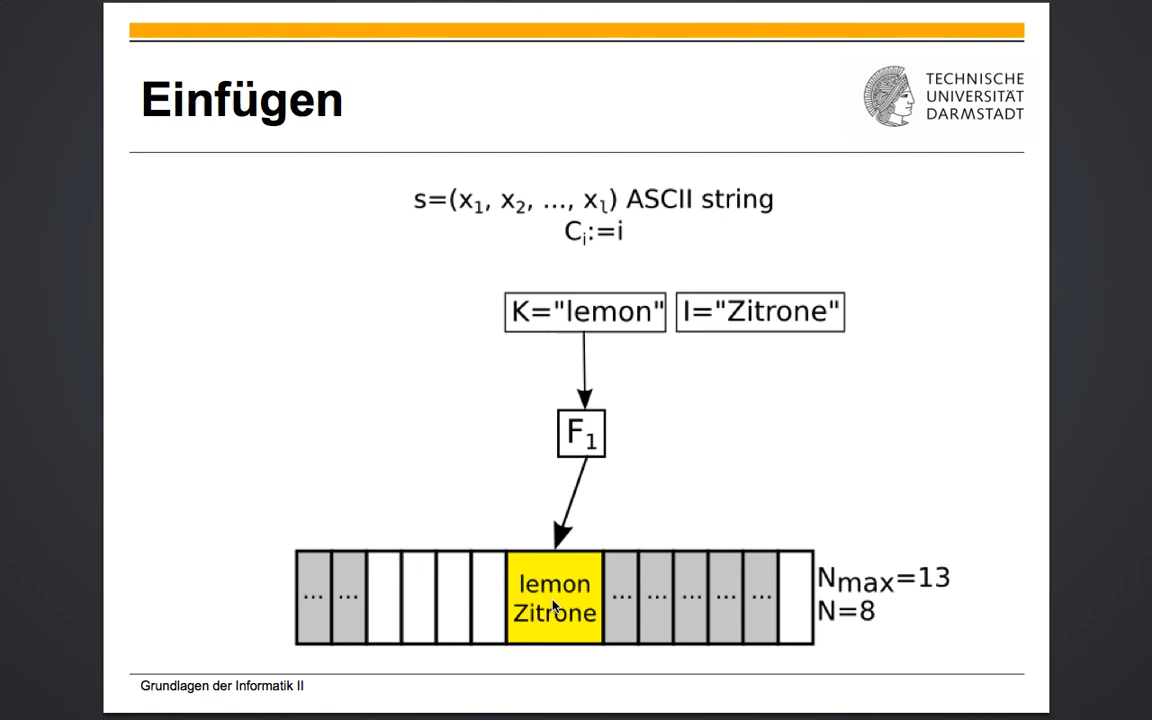 Einfügen
TECHNISCHE
UNIVERSITÄT
DARMSTADT
s=(x₁, x₂, ..., xₗ) ASCII string
Cᵢ:=i
K="lemon" I="Zitrone"
F₁
... ... lemon ... ... ... ... ...
Zitrone
Nmax=13
N=8
Grundlagen der Informatik II